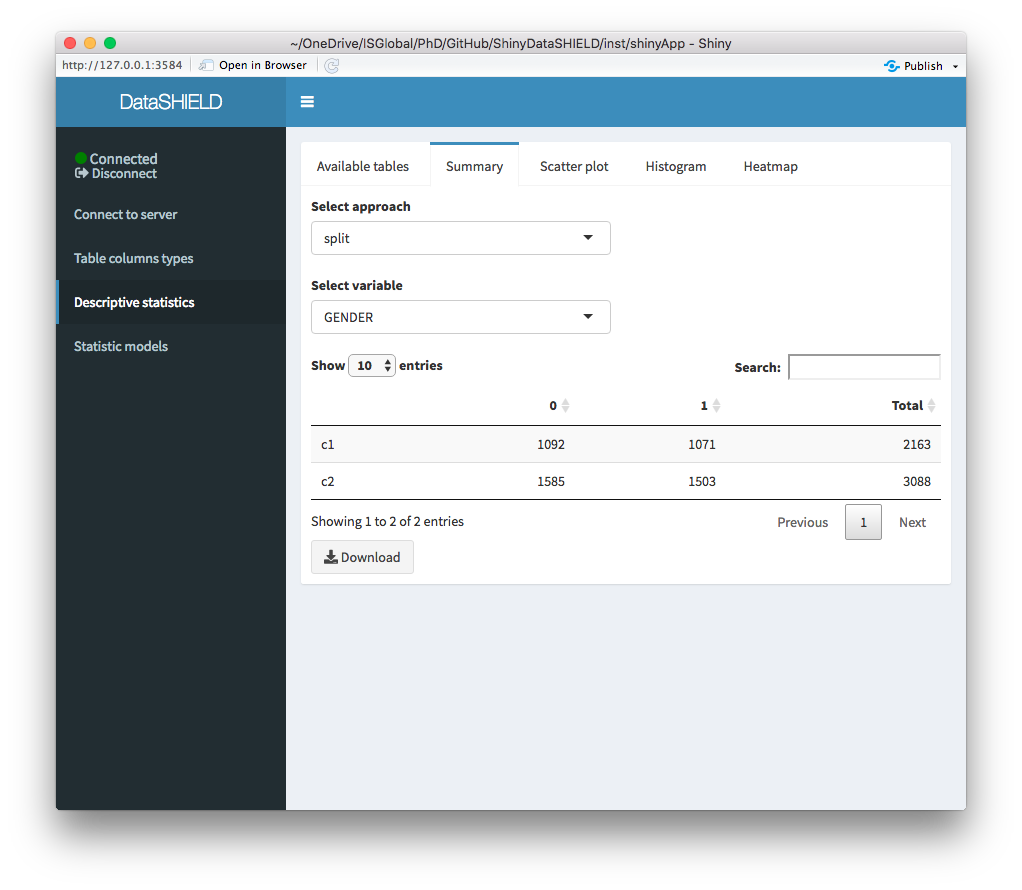 ~/OneDrive/ISGlobal/PhD/GitHub/ShinyDataSHIELD/inst/shinyApp - Shiny
http://127.0.0.1:3584 Open in Browser Publish
DataSHIELD
Connected
Disconnect
Connect to server
Table columns types
Descriptive statistics
Statistic models
Available tables Summary Scatter plot Histogram Heatmap
Select approach
split
Select variable
GENDER
Show 10 entries Search:
0 1 Total
c1 1092 1071 2163
c2 1585 1503 3088
Showing 1 to 2 of 2 entries Previous 1 Next
Download